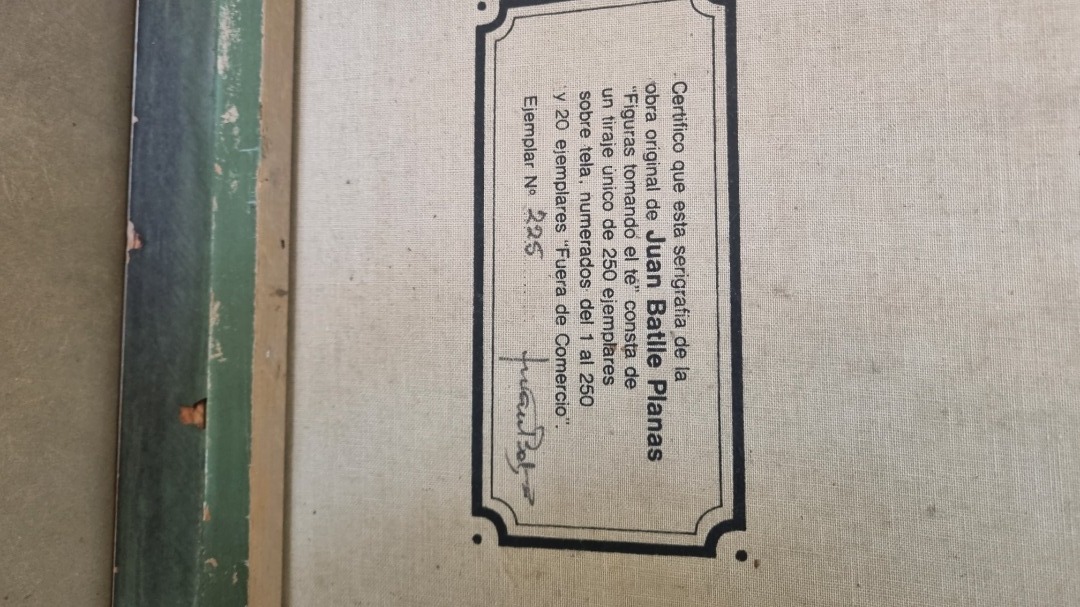 Certifico que esta serigrafía de la
obra original de Juan Batlle Planas
"Figuras tomando el té" consta de
un tiraje único de 250 ejemplares
sobre tela, numerados del 1 al 250
y 20 ejemplares "Fuera de Comercio".
Ejemplar Nº 225